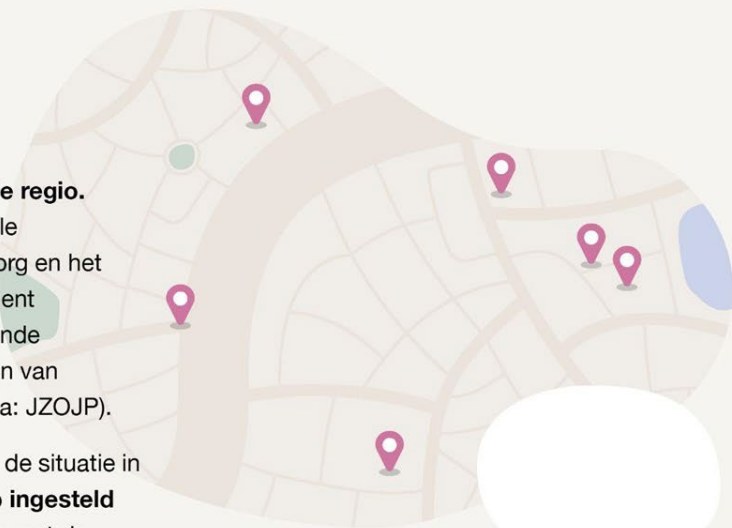 e regio.
le
org en het
ent
nde
n van
a: JZOJP).
de situatie in
ingesteld